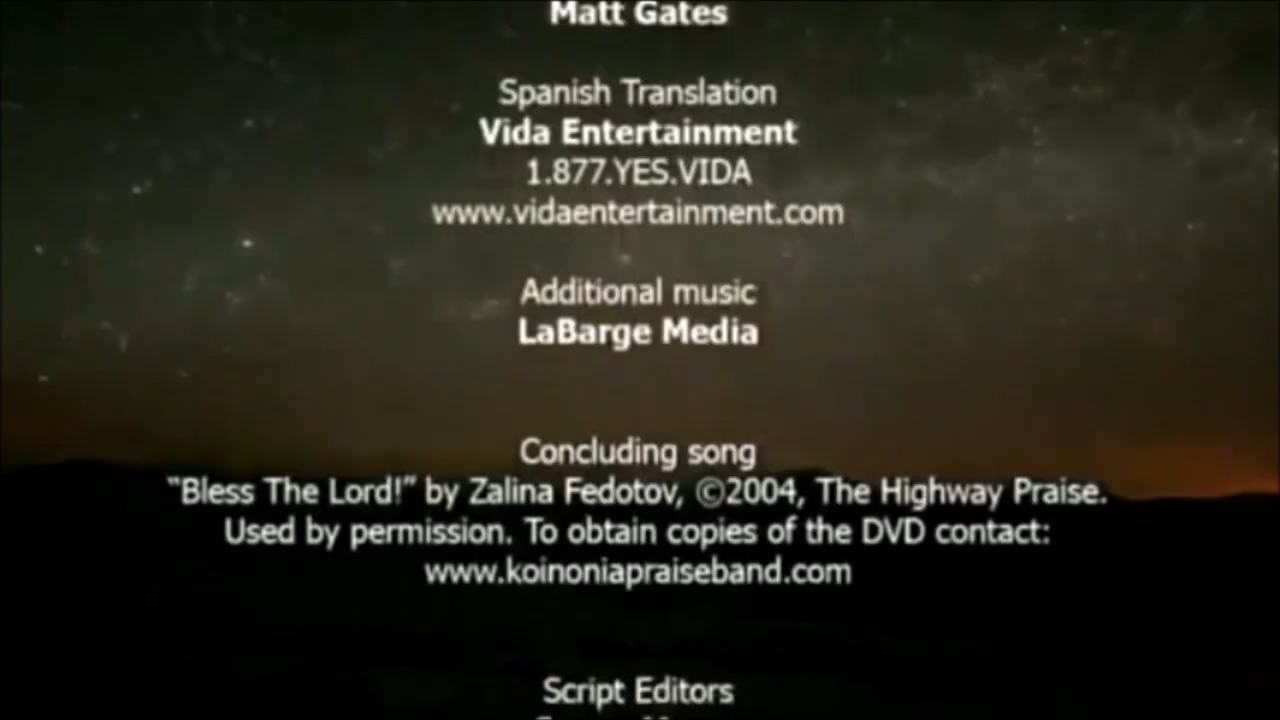 Matt Gates
Spanish Translation
Vida Entertainment
1.877.YES.VIDA
www.vidaentertainment.com
Additional music
LaBarge Media
Concluding song
“Bless The Lord!” by Zalina Fedotov, ©2004, The Highway Praise.
Used by permission. To obtain copies of the DVD contact:
www.koinoniapraiseband.com
Script Editors